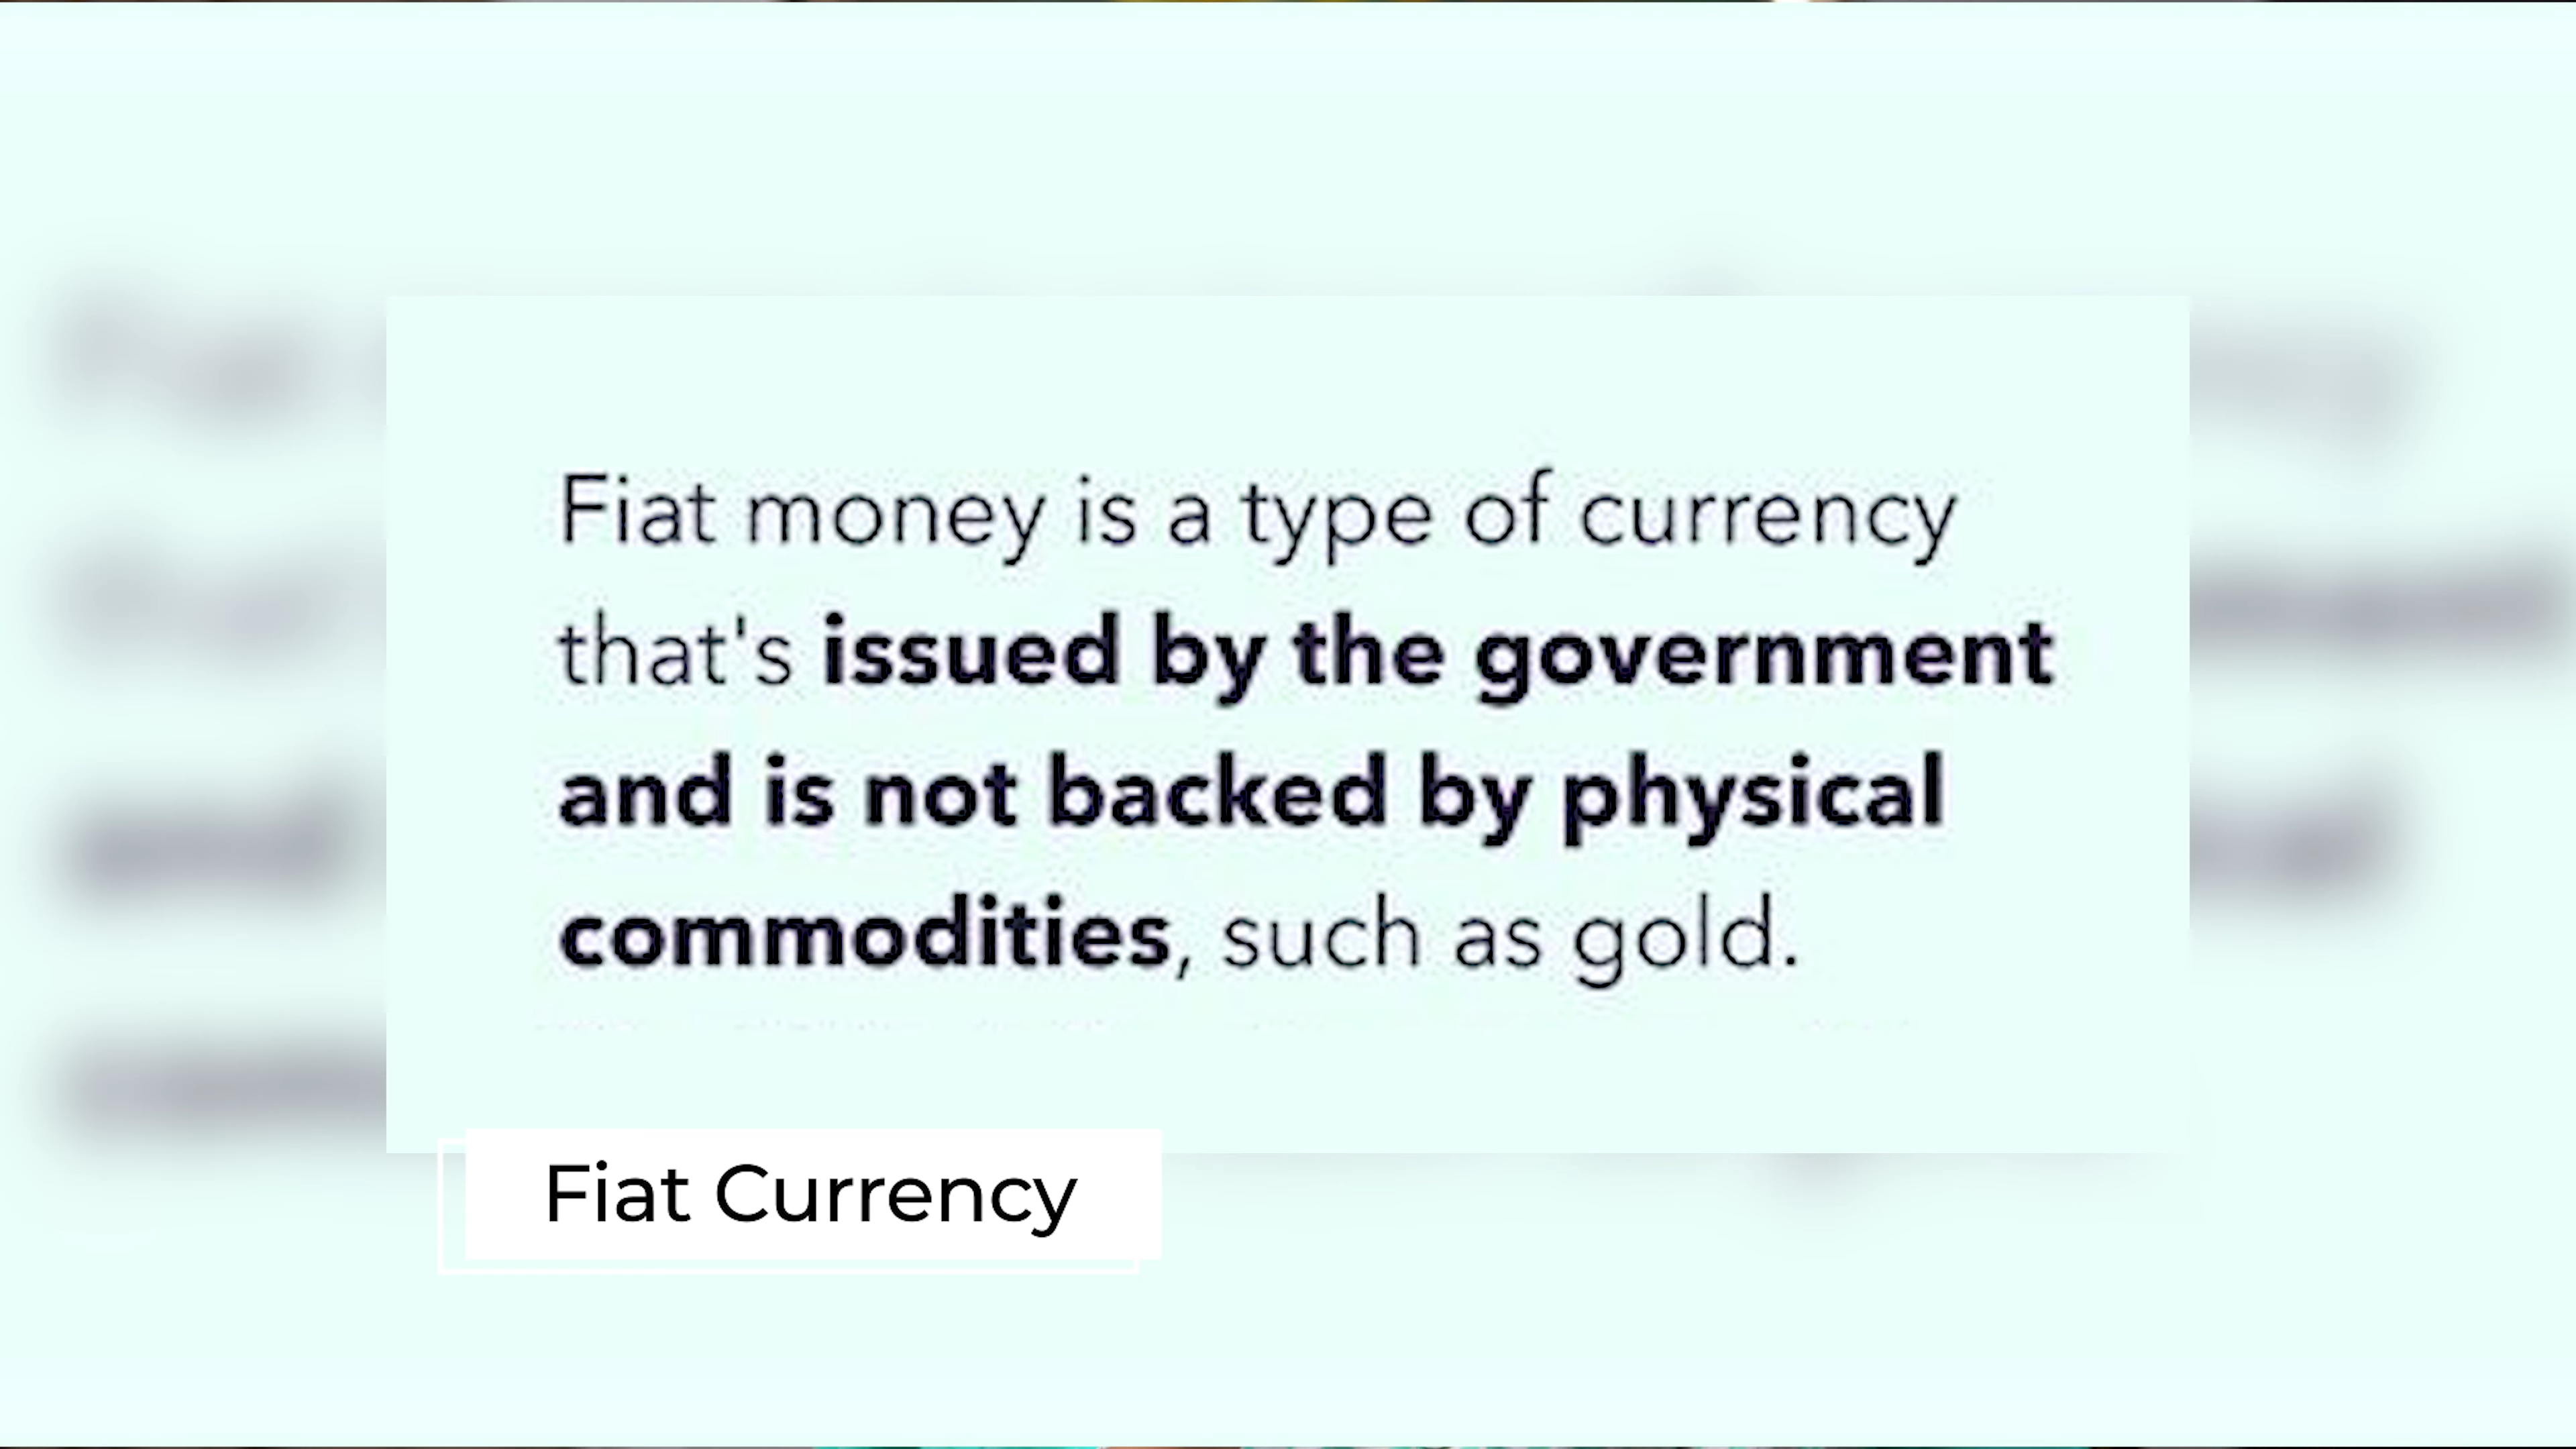 Fiat money is a type of currency
that's issued by the government
and is not backed by physical
commodities, such as gold.
Fiat Currency